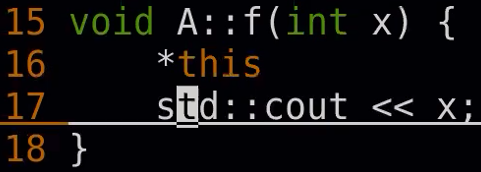 15 void A::f(int x) {
16     *this
17     std::cout << x;
18 }